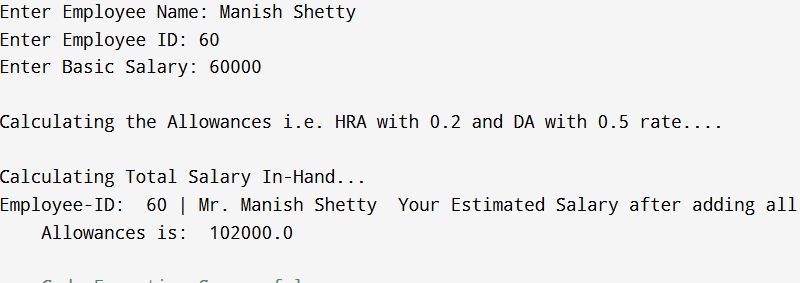 Enter Employee Name: Manish Shetty
Enter Employee ID: 60
Enter Basic Salary: 60000
Calculating the Allowances i.e. HRA with 0.2 and DA with 0.5 rate....
Calculating Total Salary In-Hand...
Employee-ID:  60 | Mr. Manish Shetty  Your Estimated Salary after adding all
Allowances is:  102000.0